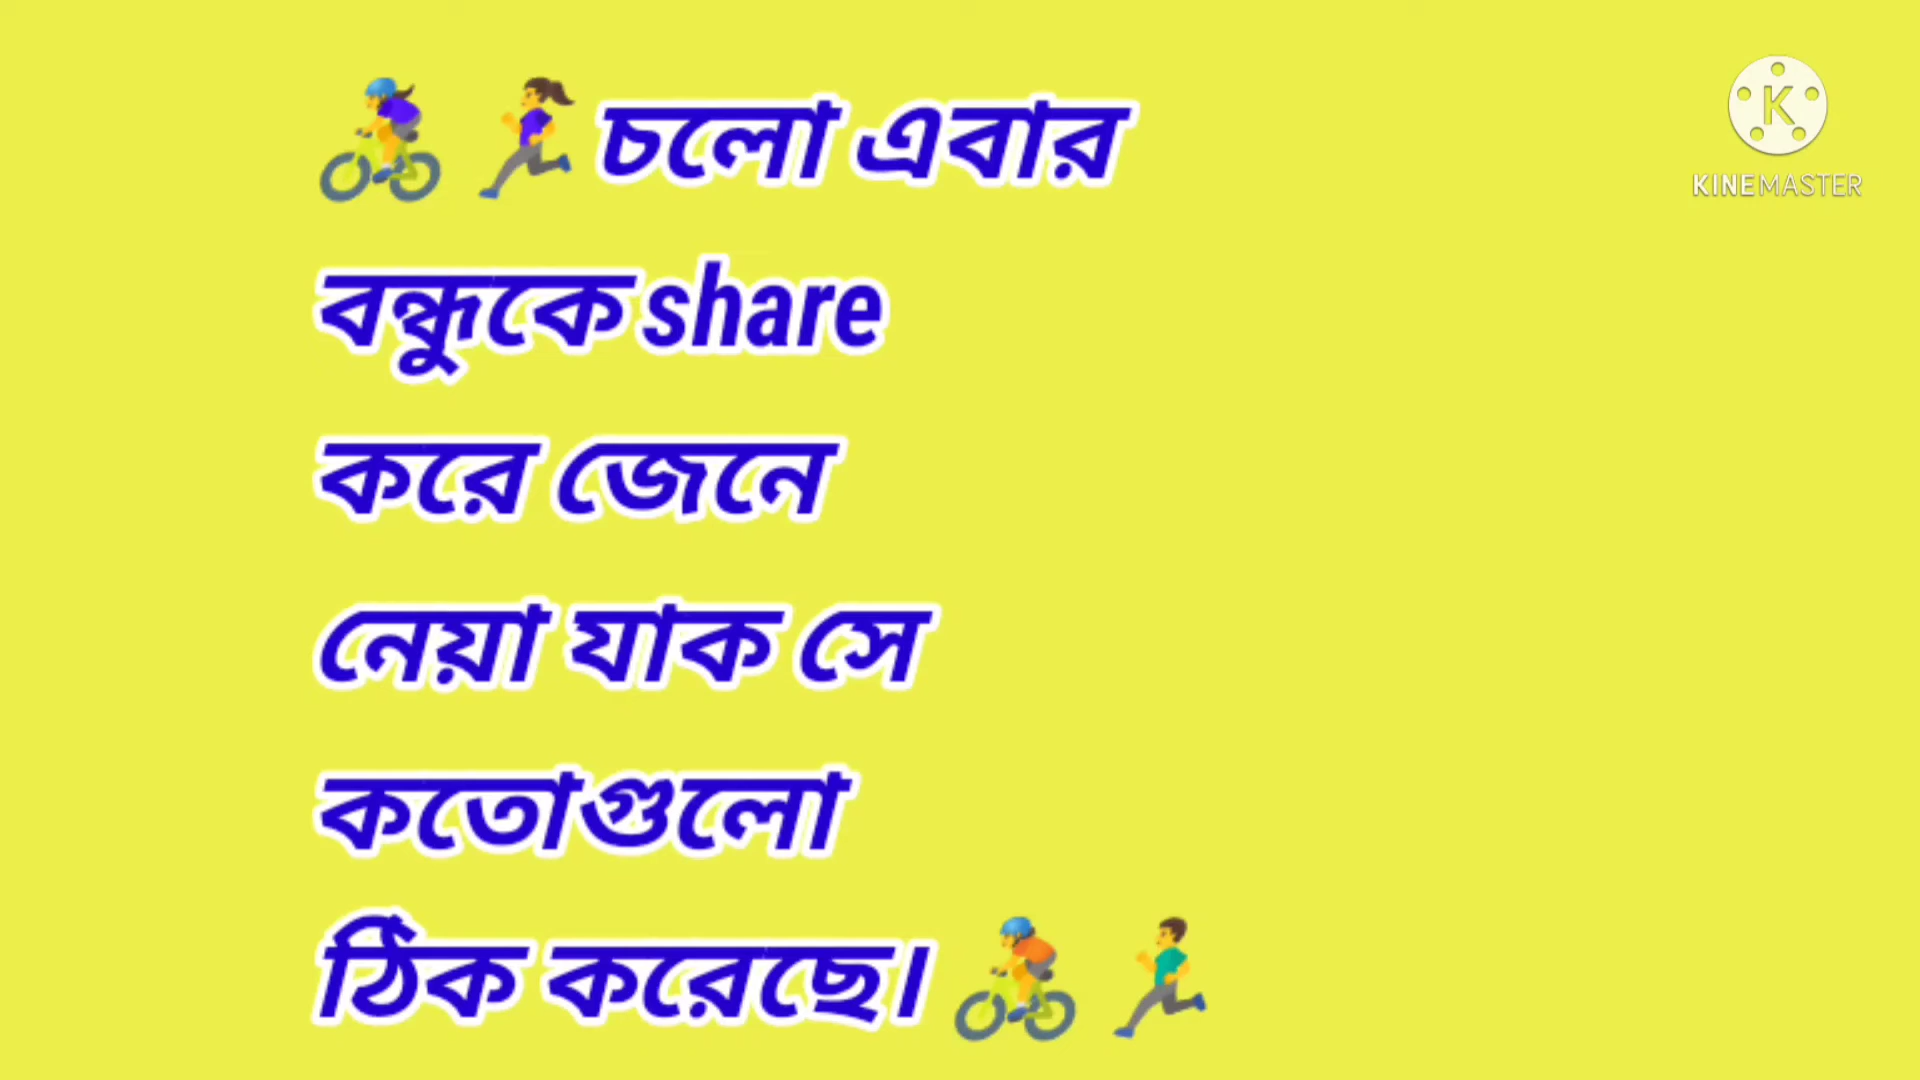 🚴‍♀️ 🏃‍♀️ চলো এবার
বন্ধুকে share
করে জেনে
নেয়া যাক সে
কতোগুলো
ঠিক করেছে। 🚴 🏃‍♂️
K
KINEMASTER